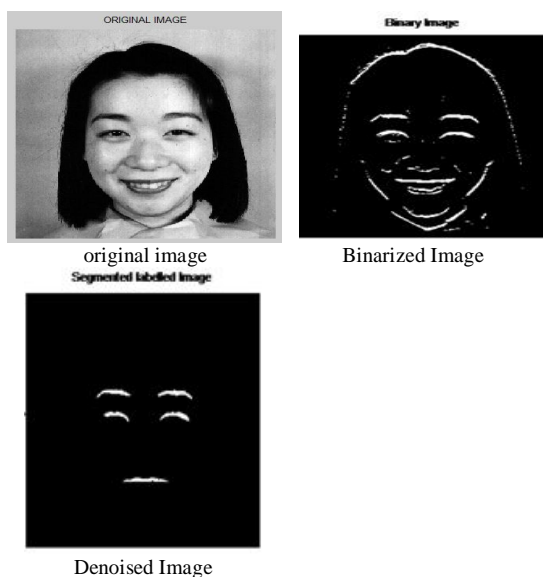 ORIGINAL IMAGE
Binary Image
original image
Binarized Image
Segmented labelled Image
Denoised Image